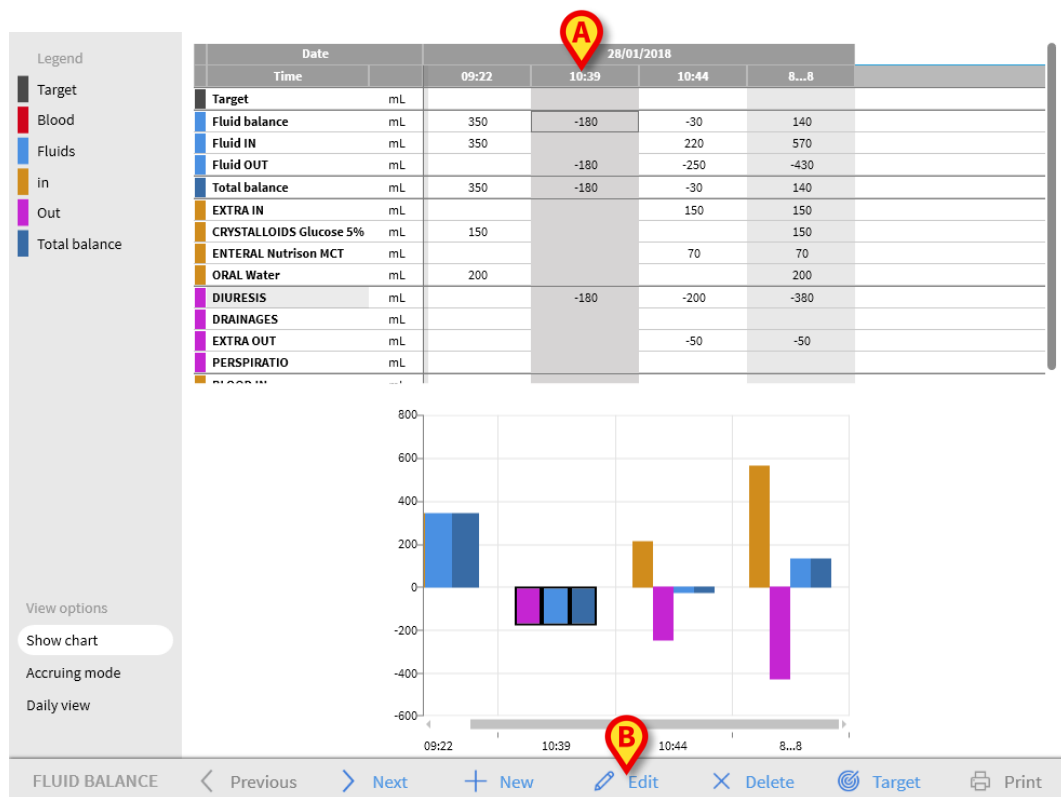 A
Legend
Target
Blood
Fluids
in
Out
Total balance
Date 28/01/2018
Time 09:22 10:39 10:44 8...8
Target mL
Fluid balance mL 350 -180 -30 140
Fluid IN mL 350 220 570
Fluid OUT mL -180 -250 -430
Total balance mL 350 -180 -30 140
EXTRA IN mL 150 150
CRYSTALLOIDS Glucose 5% mL 150 150
ENTERAL Nutrison MCT mL 70 70
ORAL Water mL 200 200
DIURESIS mL -180 -200 -380
DRAINAGES mL
EXTRA OUT mL -50 -50
PERSPIRATIO mL
800
600
400
200
0
-200
-400
-600
09:22 10:39 10:44 8...8
View options
Show chart
Accruing mode
Daily view
B
FLUID BALANCE Previous Next New Edit Delete Target Print